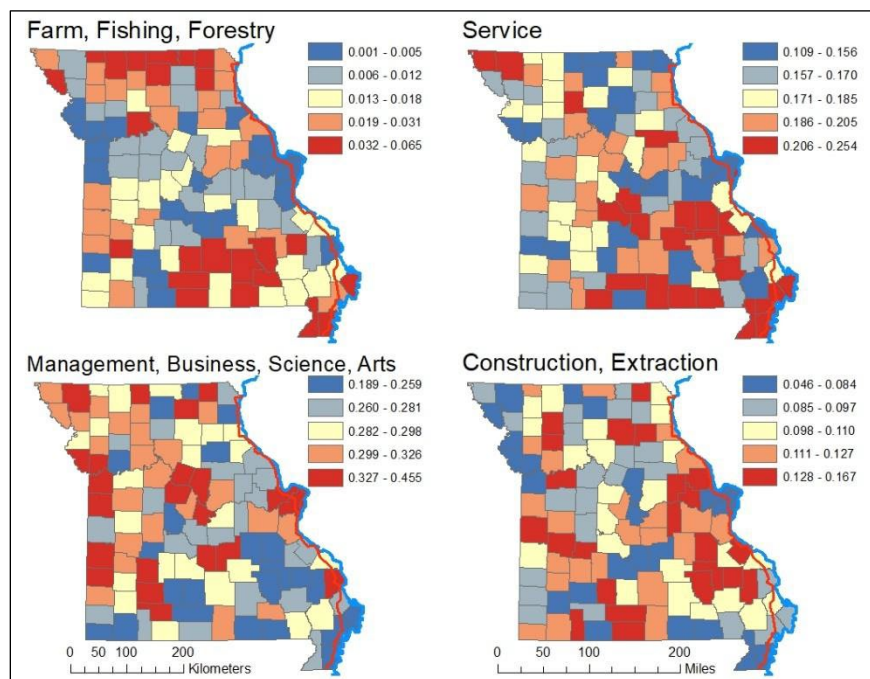 Farm, Fishing, Forestry
0.001 - 0.005
0.006 - 0.012
0.013 - 0.018
0.019 - 0.031
0.032 - 0.065
Service
0.109 - 0.156
0.157 - 0.170
0.171 - 0.185
0.186 - 0.205
0.206 - 0.254
Management, Business, Science, Arts
0.189 - 0.259
0.260 - 0.281
0.282 - 0.298
0.299 - 0.326
0.327 - 0.455
Construction, Extraction
0.046 - 0.084
0.085 - 0.097
0.098 - 0.110
0.111 - 0.127
0.128 - 0.167
0 50 100 200
Kilometers
0 50 100 200
Miles